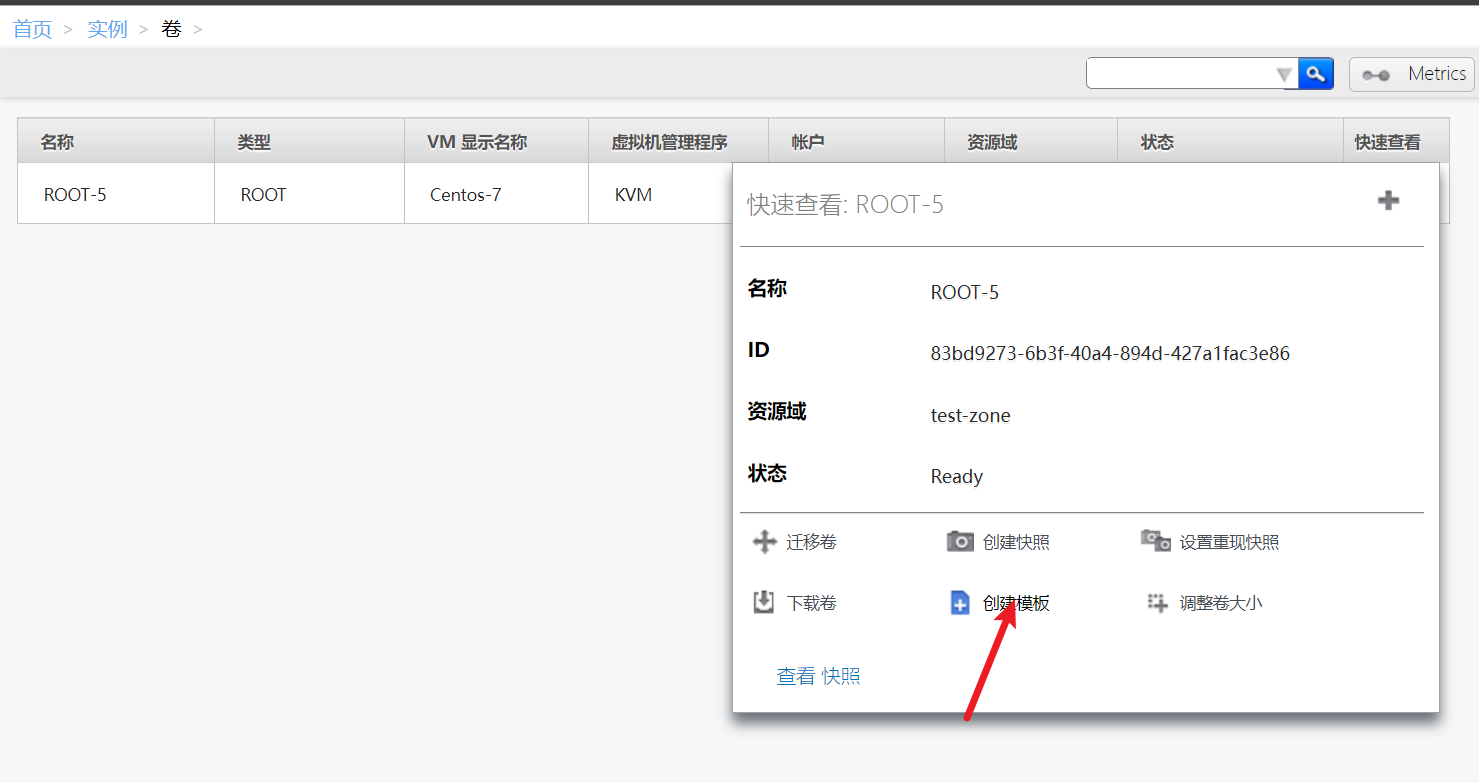 首页 > 实例 > 卷 >
Metrics
名称 类型 VM 显示名称 虚拟机管理程序 帐户 资源域 状态 快速查看
ROOT-5 ROOT Centos-7 KVM
快速查看: ROOT-5
名称 ROOT-5
ID 83bd9273-6b3f-40a4-894d-427a1fac3e86
资源域 test-zone
状态 Ready
迁移卷 创建快照 设置重现快照
下载卷 创建模板 调整卷大小
查看 快照